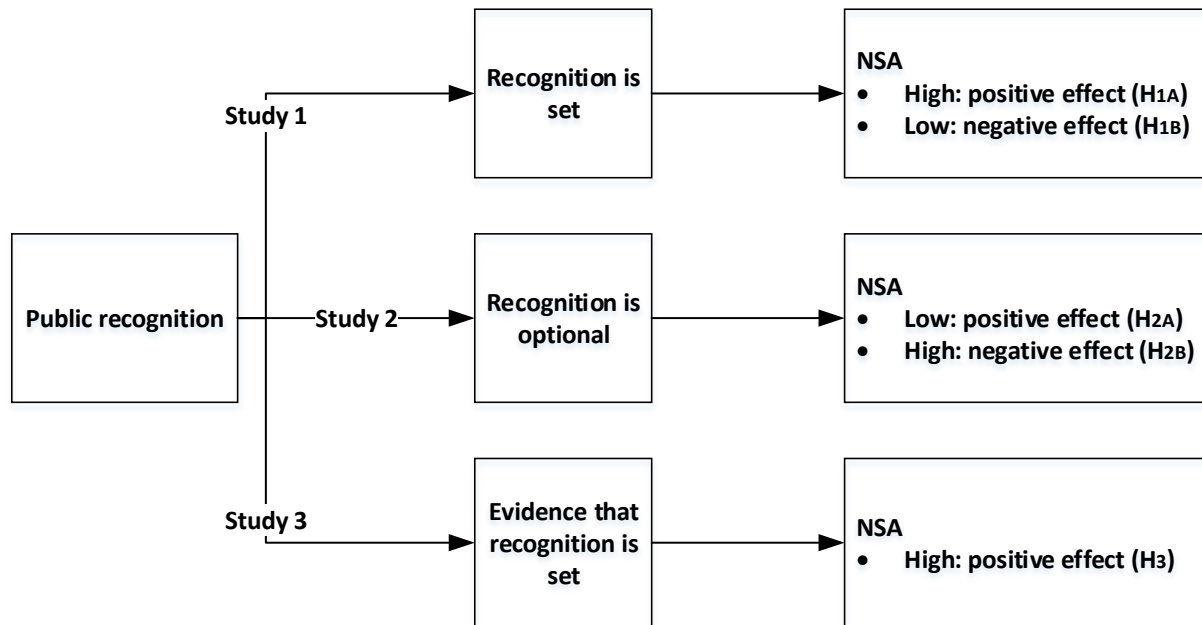 Public recognition
Study 1
Recognition is
set
NSA
• High: positive effect (H1A)
• Low: negative effect (H1B)
Study 2
Recognition is
optional
NSA
• Low: positive effect (H2A)
• High: negative effect (H2B)
Study 3
Evidence that
recognition is
set
NSA
• High: positive effect (H3)